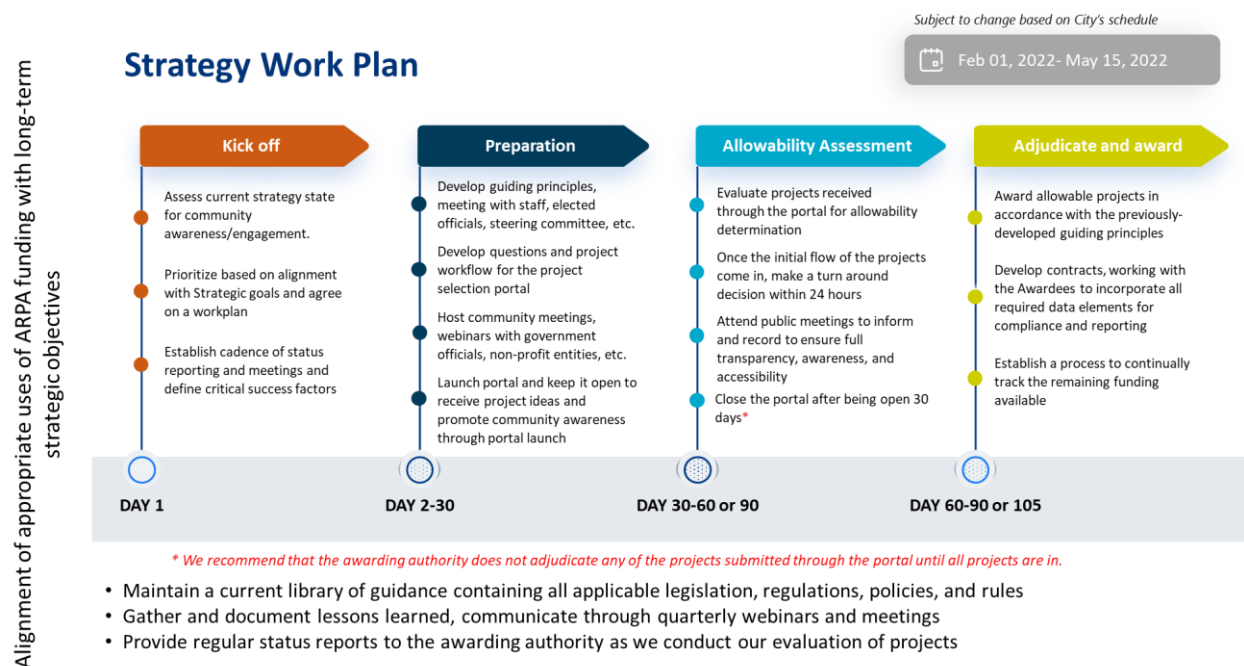 Subject to change based on City's schedule
Strategy Work Plan
Feb 01, 2022- May 15, 2022
Alignment of appropriate uses of ARPA funding with long-term
strategic objectives
Kick off
Assess current strategy state
for community
awareness/engagement.
Prioritize based on alignment
with Strategic goals and agree
on a workplan
Establish cadence of status
reporting and meetings and
define critical success factors
DAY 1
Preparation
Develop guiding principles,
meeting with staff, elected
officials, steering committee, etc.
Develop questions and project
workflow for the project
selection portal
Host community meetings,
webinars with government
officials, non-profit entities, etc.
Launch portal and keep it open to
receive project ideas and
promote community awareness
through portal launch
DAY 2-30
Allowability Assessment
Evaluate projects received
through the portal for allowability
determination
Once the initial flow of the projects
come in, make a turn around
decision within 24 hours
Attend public meetings to inform
and record to ensure full
transparency, awareness, and
accessibility
Close the portal after being open 30
days*
DAY 30-60 or 90
Adjudicate and award
Award allowable projects in
accordance with the previously-
developed guiding principles
Develop contracts, working with
the Awardees to incorporate all
required data elements for
compliance and reporting
Establish a process to continually
track the remaining funding
available
DAY 60-90 or 105
* We recommend that the awarding authority does not adjudicate any of the projects submitted through the portal until all projects are in.
• Maintain a current library of guidance containing all applicable legislation, regulations, policies, and rules
• Gather and document lessons learned, communicate through quarterly webinars and meetings
• Provide regular status reports to the awarding authority as we conduct our evaluation of projects